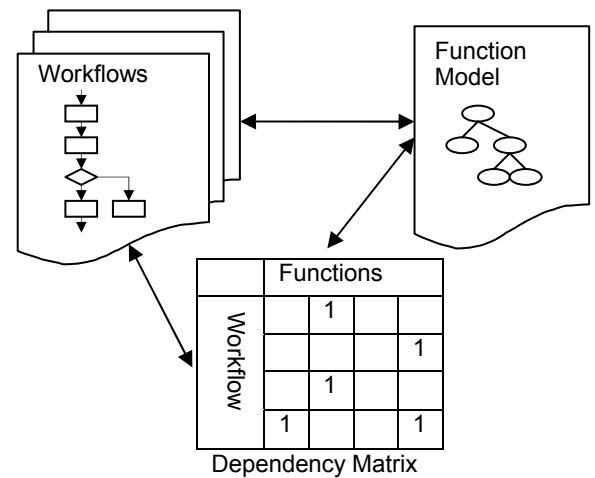 Workflows
Function
Model
Functions
Workflow
1
1
1
1 1
Dependency Matrix